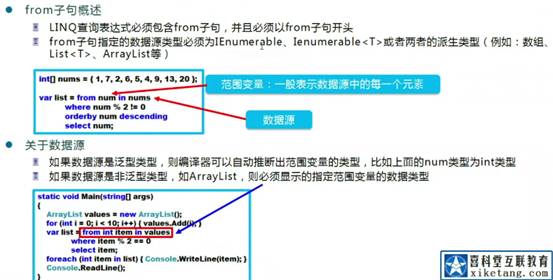 from子句概述
LINQ查询表达式必须包含from子句，并且必须以from子句开头
from子句指定的数据源类型必须为IEnumerable、Ienumerable<T>或者两者的派生类型（例如：数组、
List<T>、ArrayList等）
int[] nums = { 1, 7, 2, 6, 5, 4, 9, 13, 20 };
范围变量：一般表示数据源中的每一个元素
var list = from num in nums
where num % 2 != 0
数据源
orderby num descending
select num;
关于数据源
如果数据源是泛型类型，则编译器可以自动推断出范围变量的类型，比如上面的num类型为int类型
如果数据源是非泛型类型，如ArrayList，则必须显示的指定范围变量的数据类型
static void Main(string[] args)
{
ArrayList values = new ArrayList();
for (int i = 0; i < 10; i++) { values.Add(i); }
var list = from int item in values
where item % 2 == 0
select item;
foreach (int item in list) { Console.WriteLine(item); }
Console.ReadLine();
}
喜科堂互联教育
xiketang.com